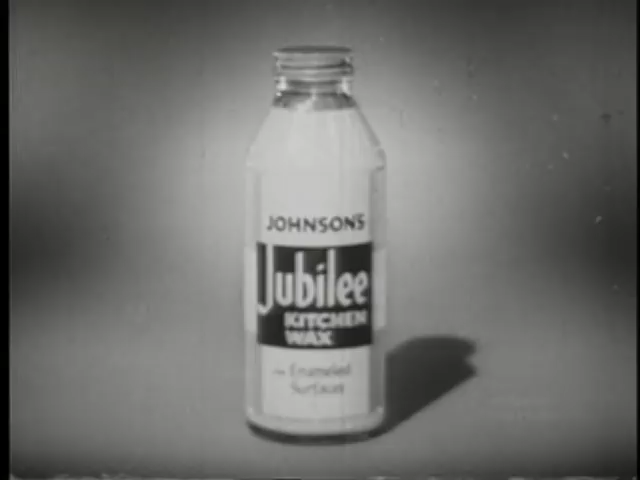 JOHNSON'S
Jubilee
KITCHEN
WAX
Enameled
Surfaces